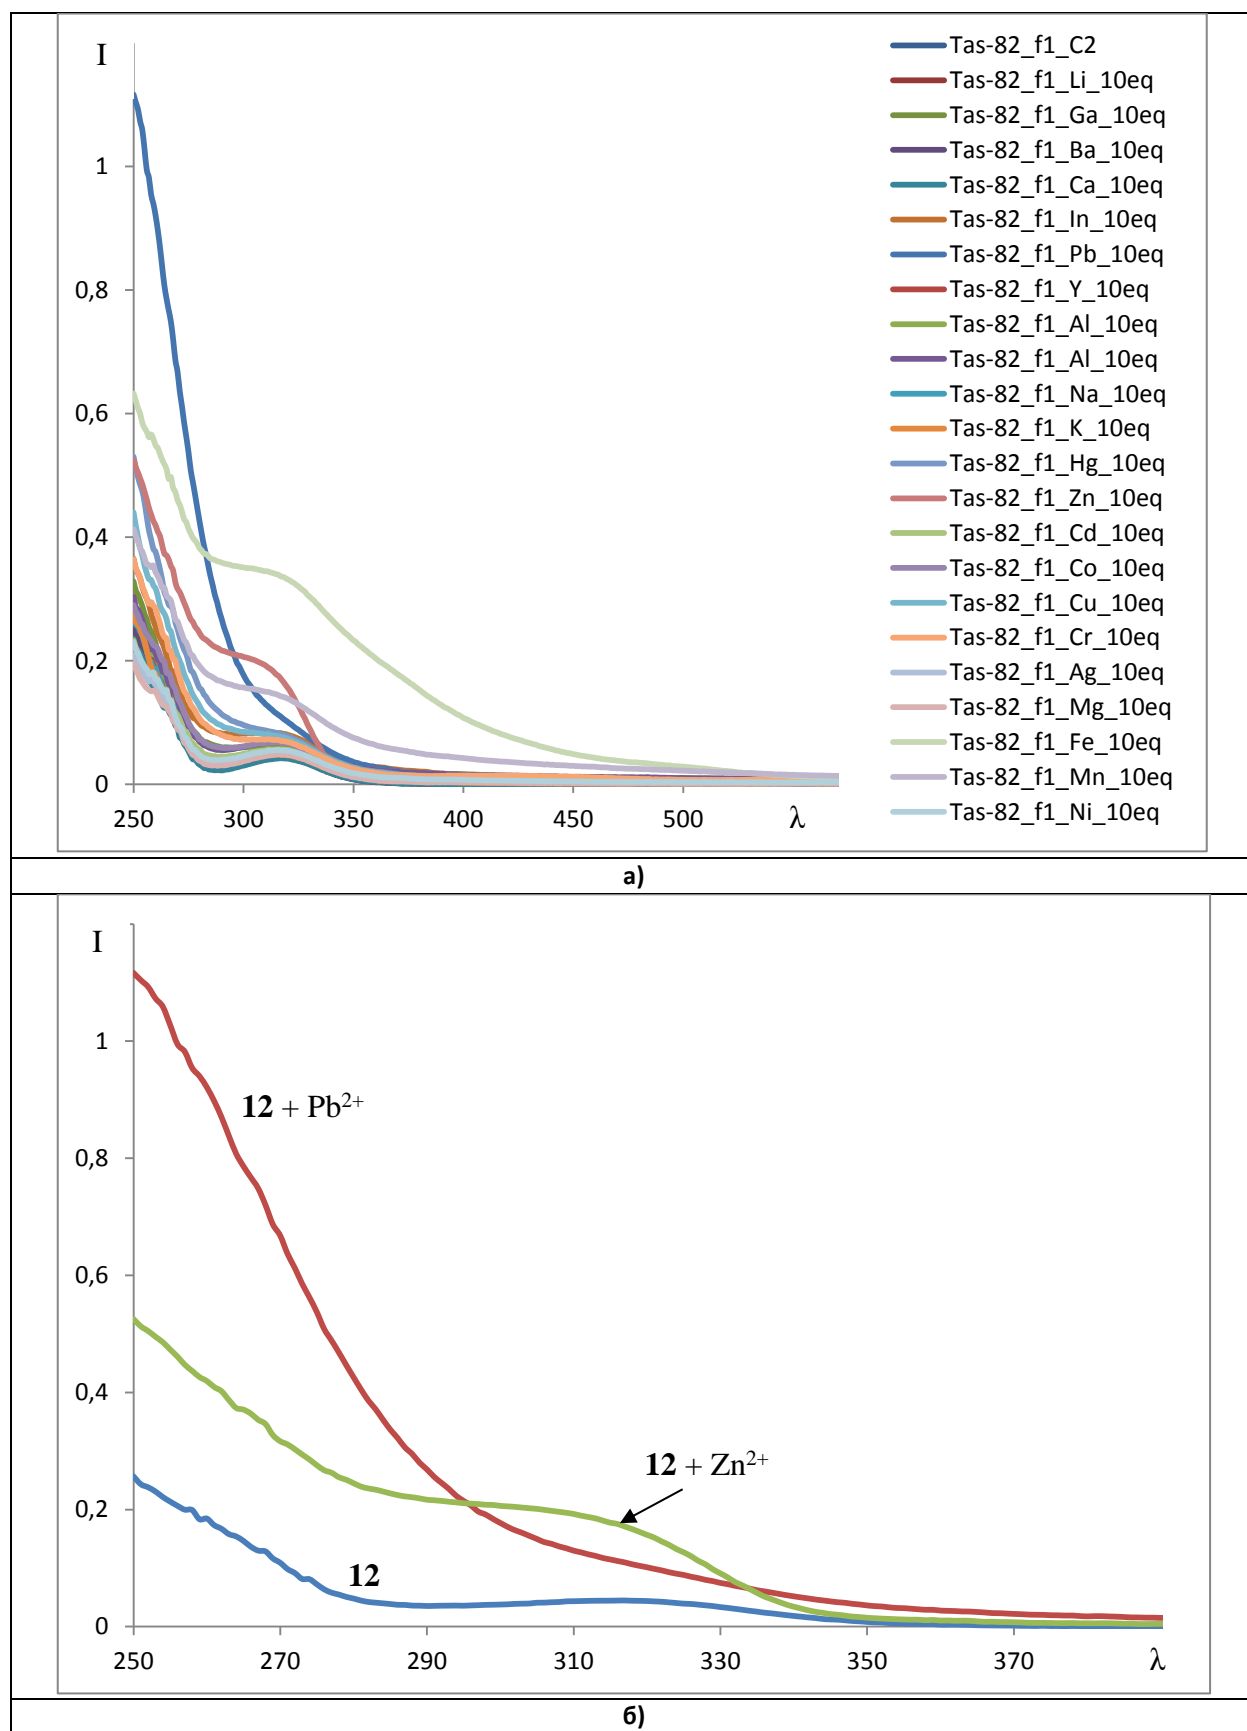 I
1
0,8
0,6
0,4
0,2
0
250 300 350 400 450 500 λ
Tas-82_f1_C2
Tas-82_f1_Li_10eq
Tas-82_f1_Ga_10eq
Tas-82_f1_Ba_10eq
Tas-82_f1_Ca_10eq
Tas-82_f1_In_10eq
Tas-82_f1_Pb_10eq
Tas-82_f1_Y_10eq
Tas-82_f1_Al_10eq
Tas-82_f1_Al_10eq
Tas-82_f1_Na_10eq
Tas-82_f1_K_10eq
Tas-82_f1_Hg_10eq
Tas-82_f1_Zn_10eq
Tas-82_f1_Cd_10eq
Tas-82_f1_Co_10eq
Tas-82_f1_Cu_10eq
Tas-82_f1_Cr_10eq
Tas-82_f1_Ag_10eq
Tas-82_f1_Mg_10eq
Tas-82_f1_Fe_10eq
Tas-82_f1_Mn_10eq
Tas-82_f1_Ni_10eq
а)
I
1
0,8
0,6
0,4
0,2
0
12 + Pb²⁺
12 + Zn²⁺
12
250 270 290 310 330 350 370 λ
б)